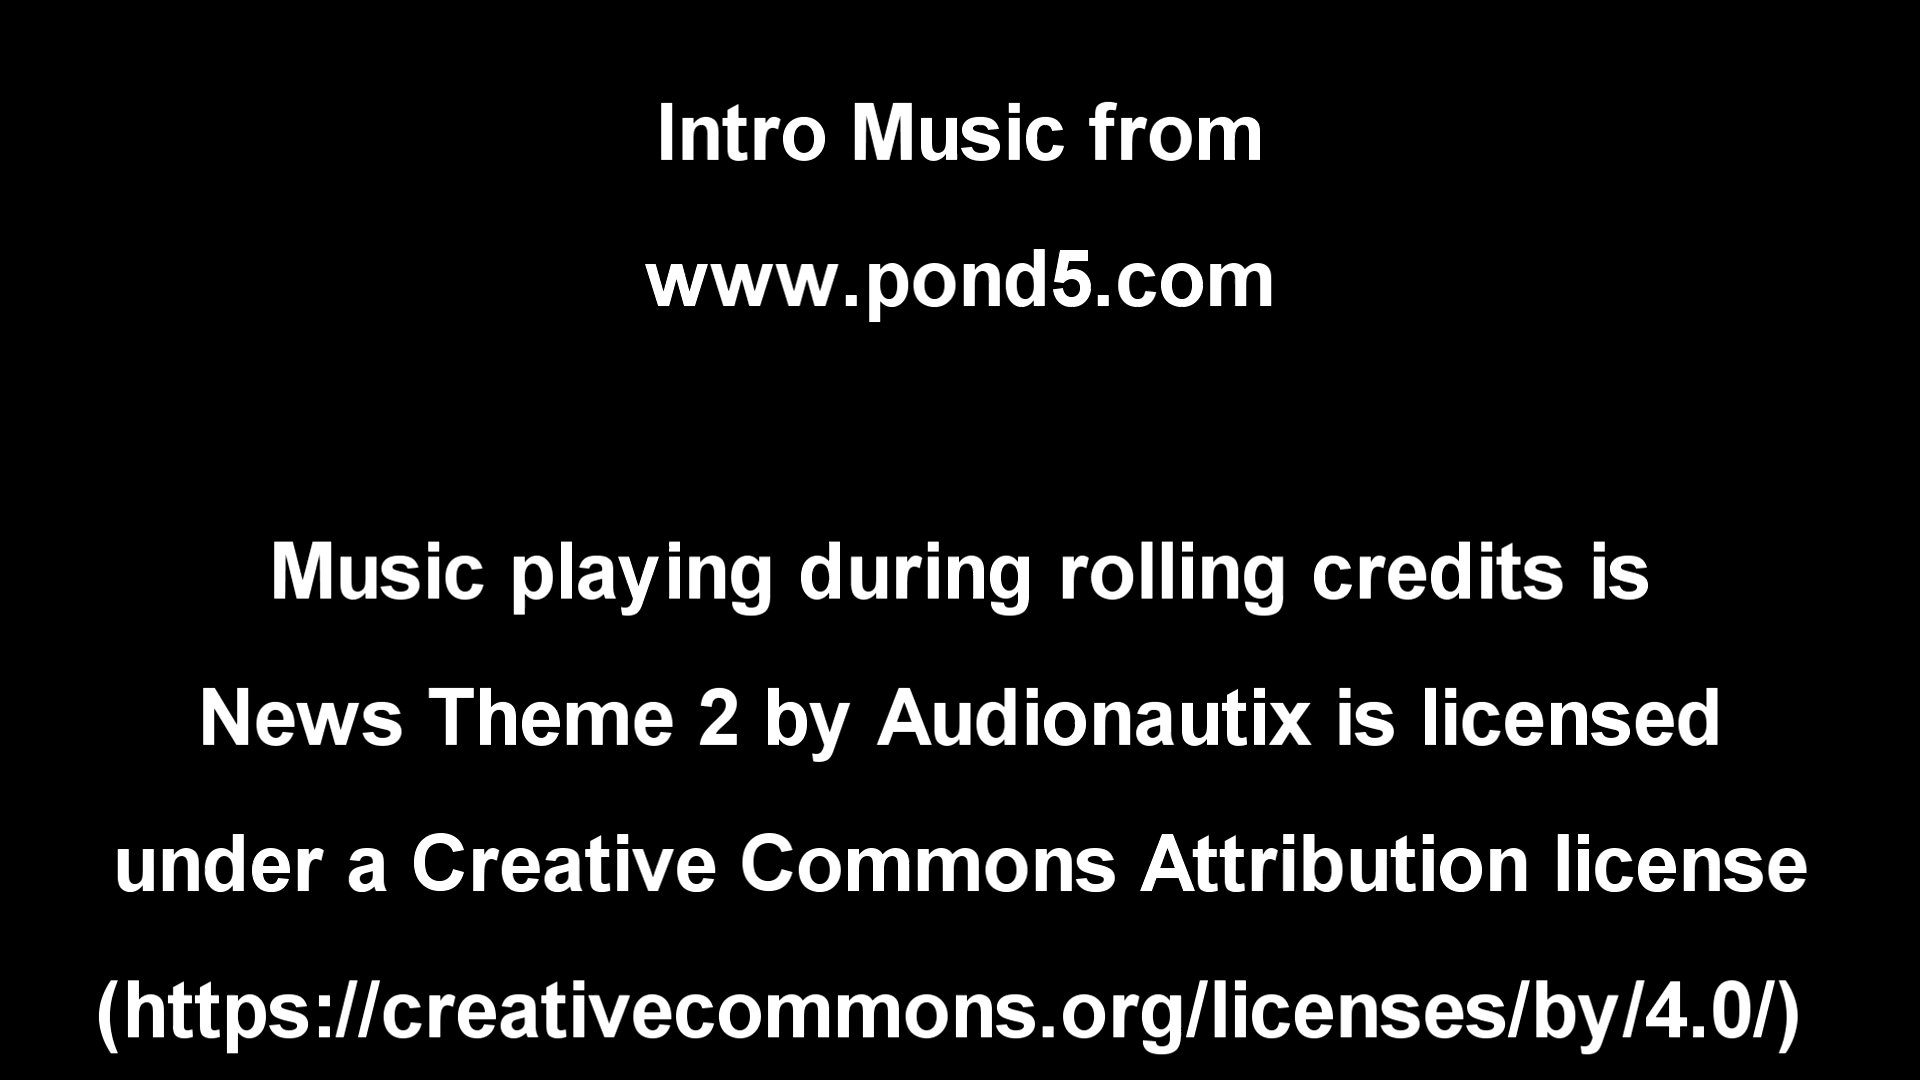 Intro Music from
www.pond5.com
Music playing during rolling credits is
News Theme 2 by Audionautix is licensed
under a Creative Commons Attribution license
(https://creativecommons.org/licenses/by/4.0/)